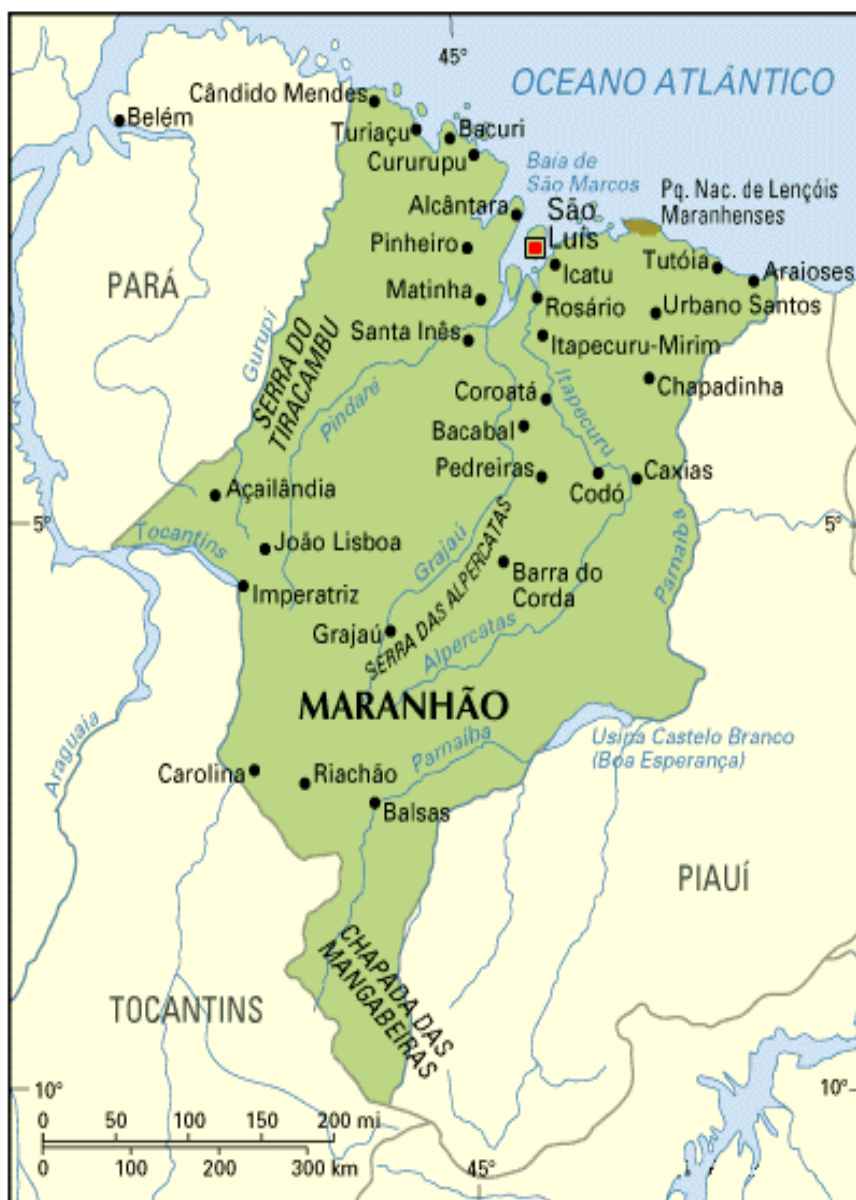 45°
OCEANO ATLÂNTICO
Cândido Mendes
Belém
Turiaçu
Bacuri
Cururupu
Baia de
São Marcos
Pq. Nac. de Lençóis
Maranhenses
Alcântara
São
Luís
Pinheiro
Icatu
Tutóia
Araioses
PARÁ
Matinha
Rosário
Urbano Santos
Santa Inês
Itapecuru-Mirim
Gurupi
SERRA DO
TIRACAMBU
Pindaré
Itapecuru
Chapadinha
Coroatá
Bacabal
Pedreiras
Codó
Caxias
Açailândia
5°
5°
Tocantins
João Lisboa
Grajaú
SERRA DAS ALPERCATAS
Parnaiba
Imperatriz
Barra do
Corda
Grajaú
Alpercatas
MARANHÃO
Araguaia
Parnaiba
Usina Castelo Branco
(Boa Esperança)
Carolina
Riachão
Balsas
PIAUÍ
CHAPADA DAS
MANGABEIRAS
TOCANTINS
10°
10°
0 50 100 150 200 mi
0 100 200 300 km
45°